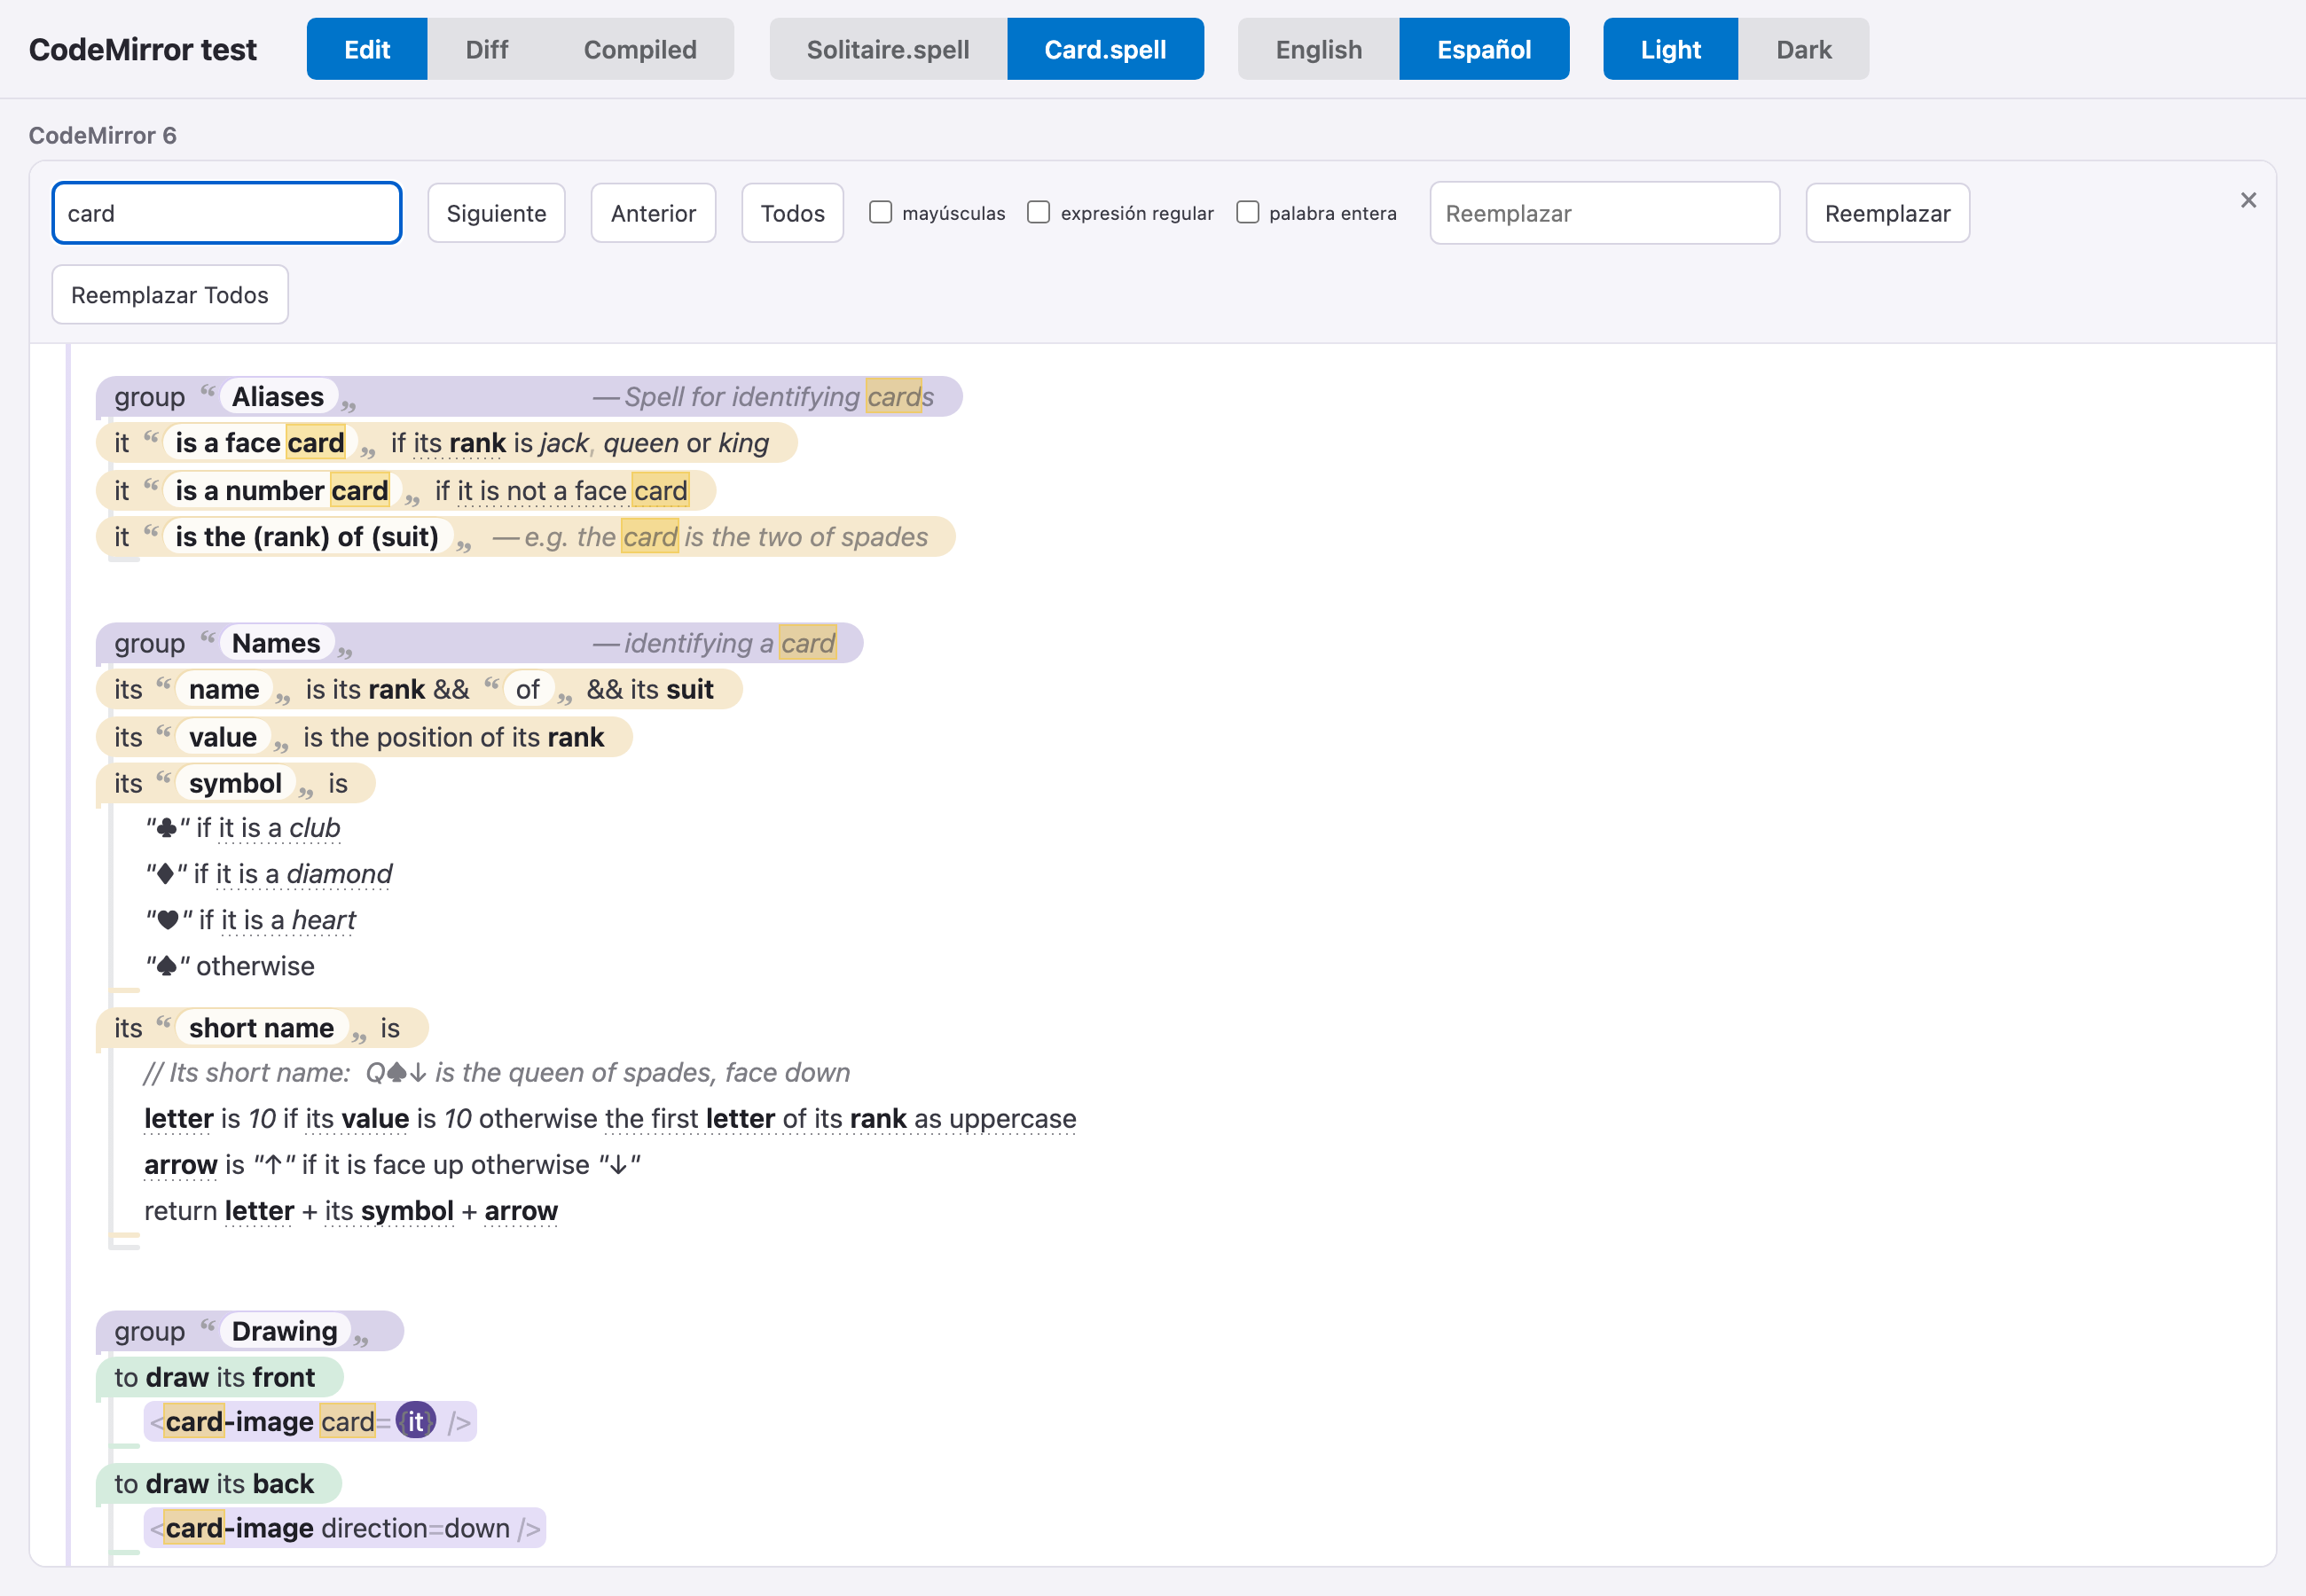 CodeMirror test Edit Diff Compiled Solitaire.spell Card.spell English Español Light Dark
CodeMirror 6
card Siguiente Anterior Todos mayúsculas expresión regular palabra entera Reemplazar Reemplazar ×
Reemplazar Todos
group “ Aliases „ — Spell for identifying cards
it “ is a face card „ if its rank is jack, queen or king
it “ is a number card „ if it is not a face card
it “ is the (rank) of (suit) „ — e.g. the card is the two of spades
group “ Names „ — identifying a card
its “ name „ is its rank && “ of „ && its suit
its “ value „ is the position of its rank
its “ symbol „ is
"♣" if it is a club
"♦" if it is a diamond
"♥" if it is a heart
"♠" otherwise
its “ short name „ is
// Its short name: Q♠↓ is the queen of spades, face down
letter is 10 if its value is 10 otherwise the first letter of its rank as uppercase
arrow is "↑" if it is face up otherwise "↓"
return letter + its symbol + arrow
group “ Drawing „
to draw its front
<card-image card={it} />
to draw its back
<card-image direction=down />